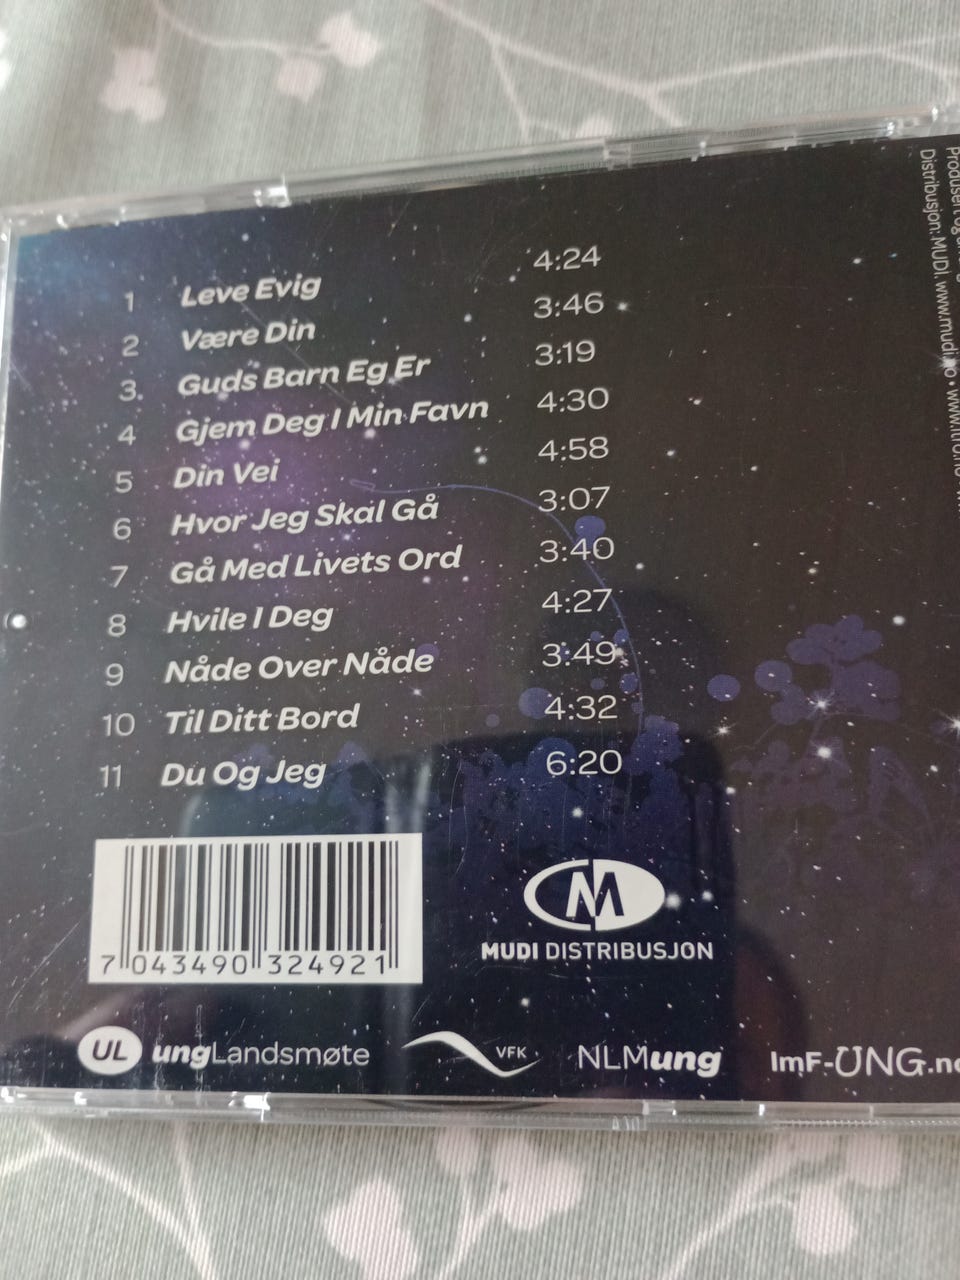 1 Leve Evig 4:24
2 Være Din 3:46
3. Guds Barn Eg Er 3:19
4 Gjem Deg I Min Favn 4:30
5 Din Vei 4:58
6 Hvor Jeg Skal Gå 3:07
7 Gå Med Livets Ord 3:40
8 Hvile I Deg 4:27
9 Nåde Over Nåde 3:49
10 Til Ditt Bord 4:32
11 Du Og Jeg 6:20
7 043490 324921
M
MUDI DISTRIBUSJON
UL ungLandsmøte
VFK
NLMung
ImF-UNG.no
Distribusjon: MUDI. www.mudi.no •